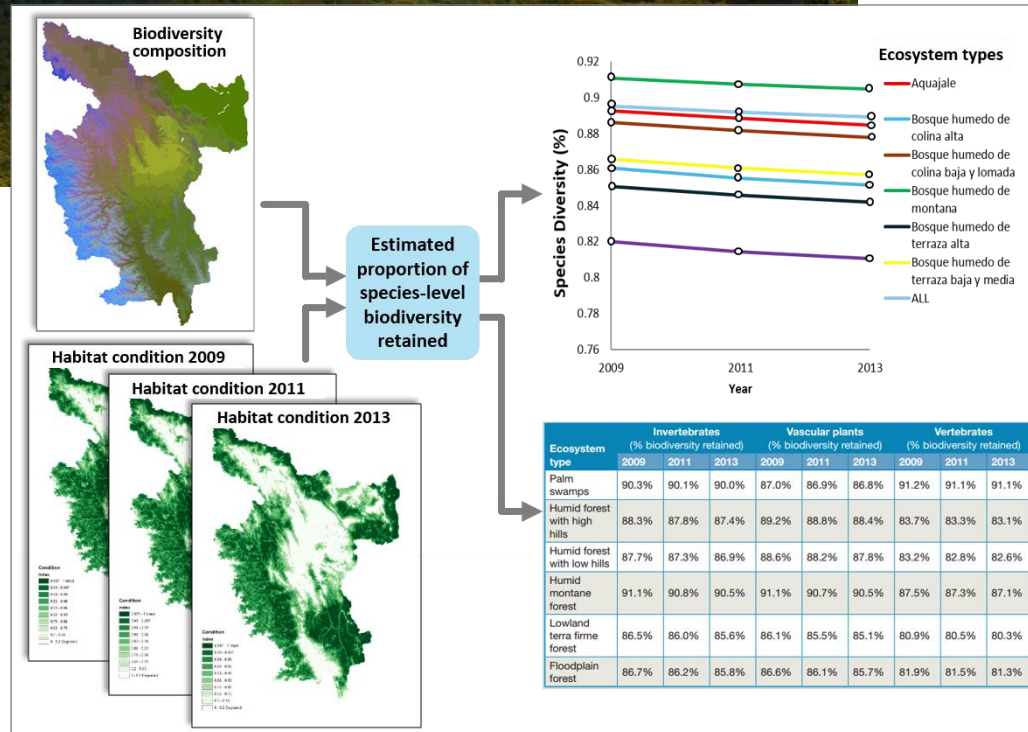 Biodiversity
composition
Habitat condition 2009
Habitat condition 2011
Habitat condition 2013
Condition
Index
Condition
Index
Condition
Index
Estimated
proportion of
species-level
biodiversity
retained
Species Diversity (%)
0.92
0.9
0.88
0.86
0.84
0.82
0.8
0.78
0.76
2009
2011
2013
Year
Ecosystem types
Aquajale
Bosque humedo de
colina alta
Bosque humedo de
colina baja y lomada
Bosque humedo de
montana
Bosque humedo de
terraza alta
Bosque humedo de
terraza baja y media
ALL
Ecosystem
type
Invertebrates
(% biodiversity retained)
Vascular plants
(% biodiversity retained)
Vertebrates
(% biodiversity retained)
2009 2011 2013 2009 2011 2013 2009 2011 2013
Palm
swamps
90.3% 90.1% 90.0% 87.0% 86.9% 86.8% 91.2% 91.1% 91.1%
Humid forest
with high
hills
88.3% 87.8% 87.4% 89.2% 88.8% 88.4% 83.7% 83.3% 83.1%
Humid forest
with low hills
87.7% 87.3% 86.9% 88.6% 88.2% 87.8% 83.2% 82.8% 82.6%
Humid
montane
forest
91.1% 90.8% 90.5% 91.1% 90.7% 90.5% 87.5% 87.3% 87.1%
Lowland
terra firme
forest
86.5% 86.0% 85.6% 86.1% 85.5% 85.1% 80.9% 80.5% 80.3%
Floodplain
forest
86.7% 86.2% 85.8% 86.6% 86.1% 85.7% 81.9% 81.5% 81.3%